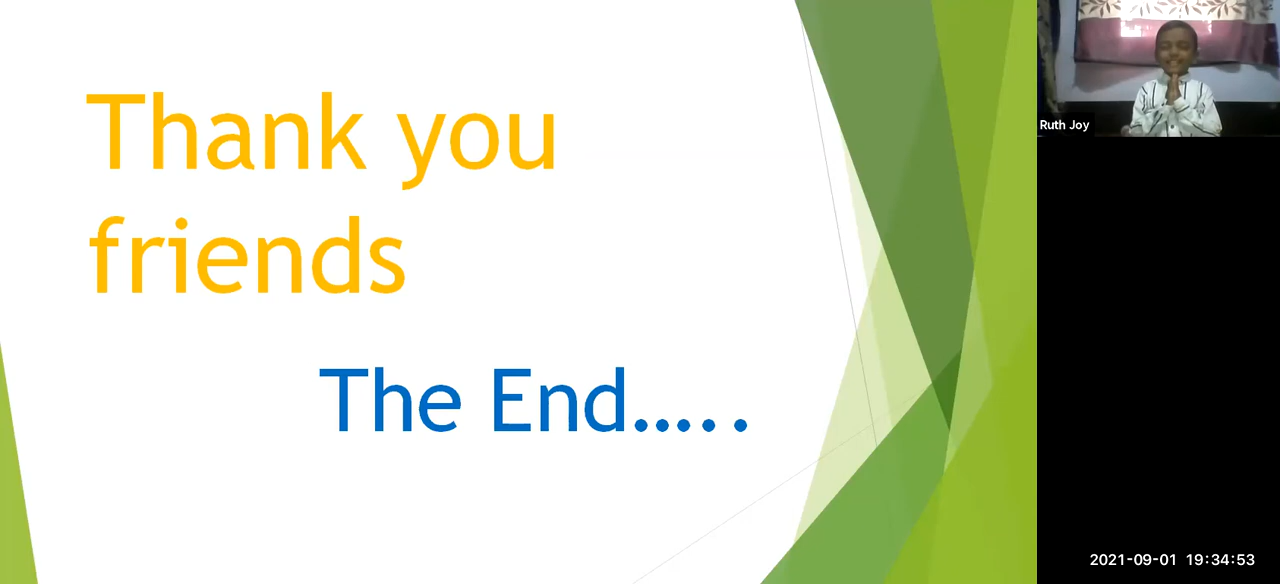 Thank you
friends
The End.....
Ruth Joy
2021-09-01 19:34:53